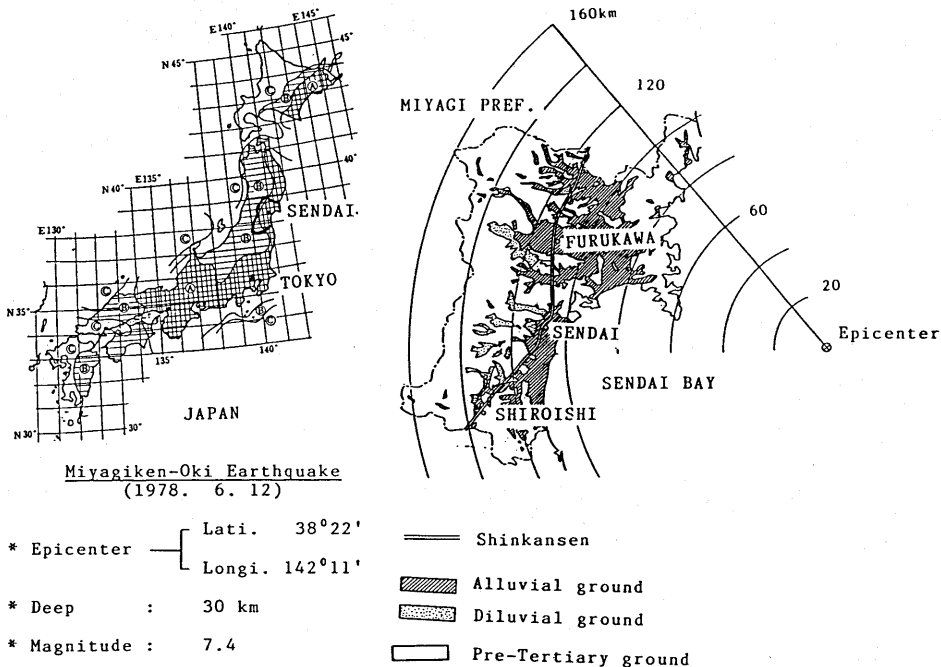 E140°
E145°
N45°
45°
Ⓐ
Ⓑ
Ⓒ
40°
E135°
N40°
Ⓒ
Ⓑ
SENDAI
E130°
Ⓒ
Ⓑ
TOKYO
Ⓒ
Ⓐ
Ⓑ
N35°
Ⓑ
Ⓒ
Ⓒ
Ⓒ
140°
135°
Ⓑ
JAPAN
N30°
30°
160km
120
MIYAGI PREF.
60
FURUKAWA
20
SENDAI
Epicenter
SENDAI BAY
SHIROISHI
Miyagiken-Oki Earthquake
(1978. 6. 12)
* Epicenter
Lati. 38°22'
Longi. 142°11'
* Deep : 30 km
* Magnitude : 7.4
Shinkansen
Alluvial ground
Diluvial ground
Pre-Tertiary ground